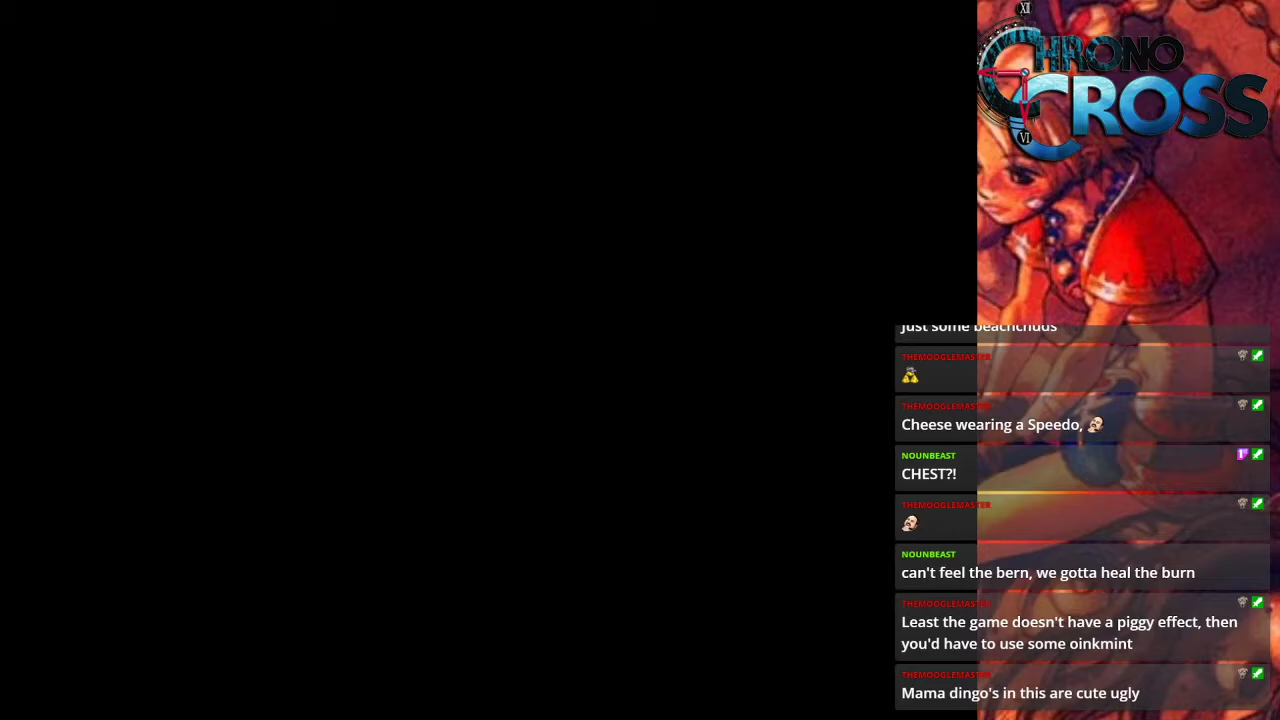 XII
CHRONO
CROSS
VI
just some beachchuds
THEMOOGLEMASTER
THEMOOGLEMASTER
Cheese wearing a Speedo,
NOUNBEAST
CHEST?!
THEMOOGLEMASTER
NOUNBEAST
can't feel the bern, we gotta heal the burn
THEMOOGLEMASTER
Least the game doesn't have a piggy effect, then
you'd have to use some oinkmint
THEMOOGLEMASTER
Mama dingo's in this are cute ugly